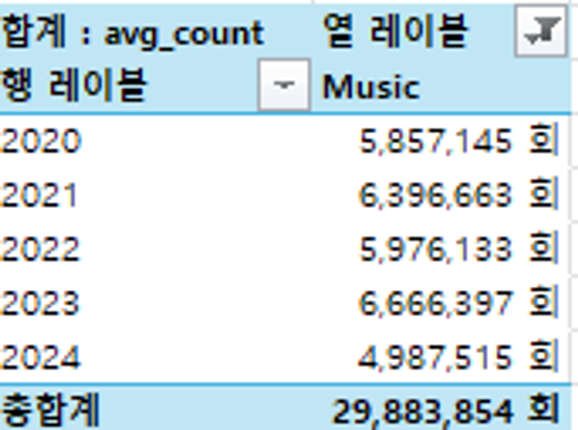 합계 : avg_count 열 레이블
행 레이블 Music
2020 5,857,145 회
2021 6,396,663 회
2022 5,976,133 회
2023 6,666,397 회
2024 4,987,515 회
총합계 29,883,854 회